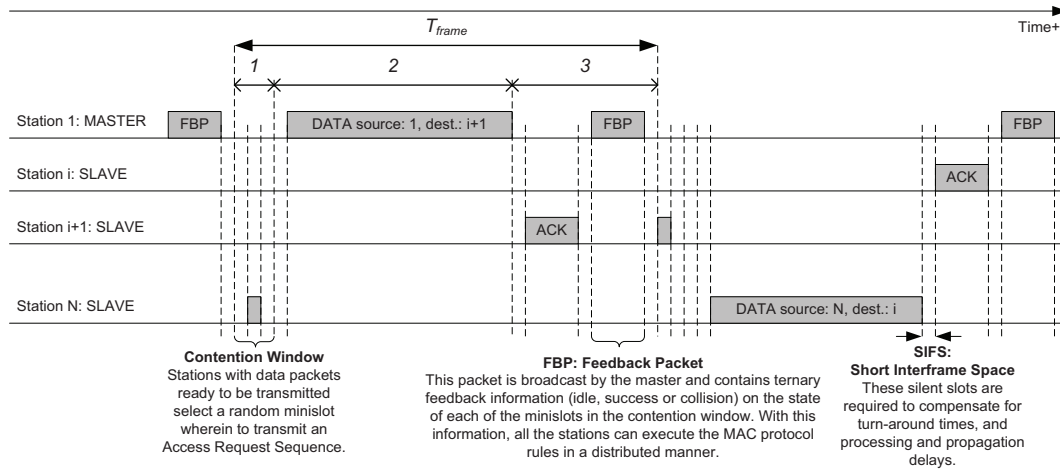 Time+
T_frame
1 2 3
Station 1: MASTER FBP DATA source: 1, dest.: i+1 FBP FBP
Station i: SLAVE ACK
Station i+1: SLAVE ACK
Station N: SLAVE DATA source: N, dest.: i
Contention Window
Stations with data packets
ready to be transmitted
select a random minislot
wherein to transmit an
Access Request Sequence.
FBP: Feedback Packet
This packet is broadcast by the master and contains ternary
feedback information (idle, success or collision) on the state
of each of the minislots in the contention window. With this
information, all the stations can execute the MAC protocol
rules in a distributed manner.
SIFS:
Short Interframe Space
These silent slots are
required to compensate for
turn-around times, and
processing and propagation
delays.